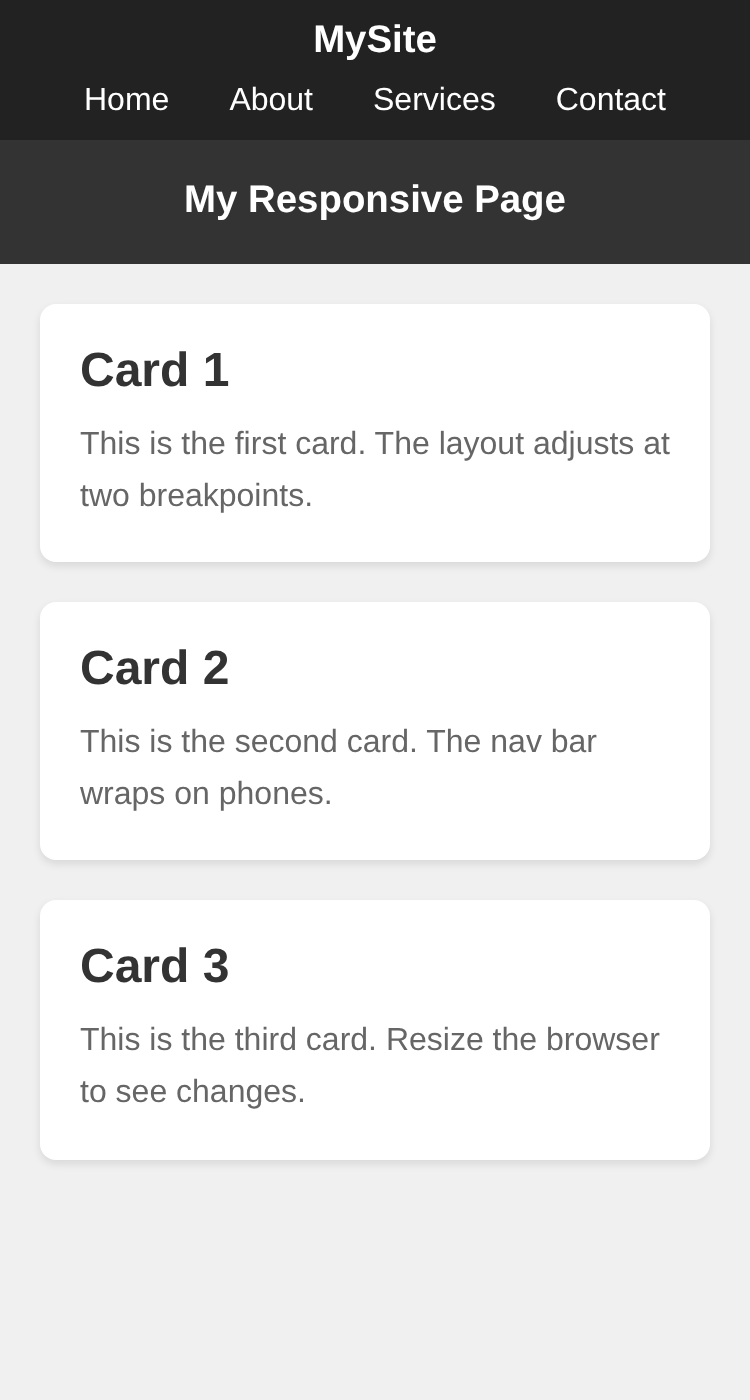 MySite
Home About Services Contact
My Responsive Page
Card 1
This is the first card. The layout adjusts at
two breakpoints.
Card 2
This is the second card. The nav bar
wraps on phones.
Card 3
This is the third card. Resize the browser
to see changes.